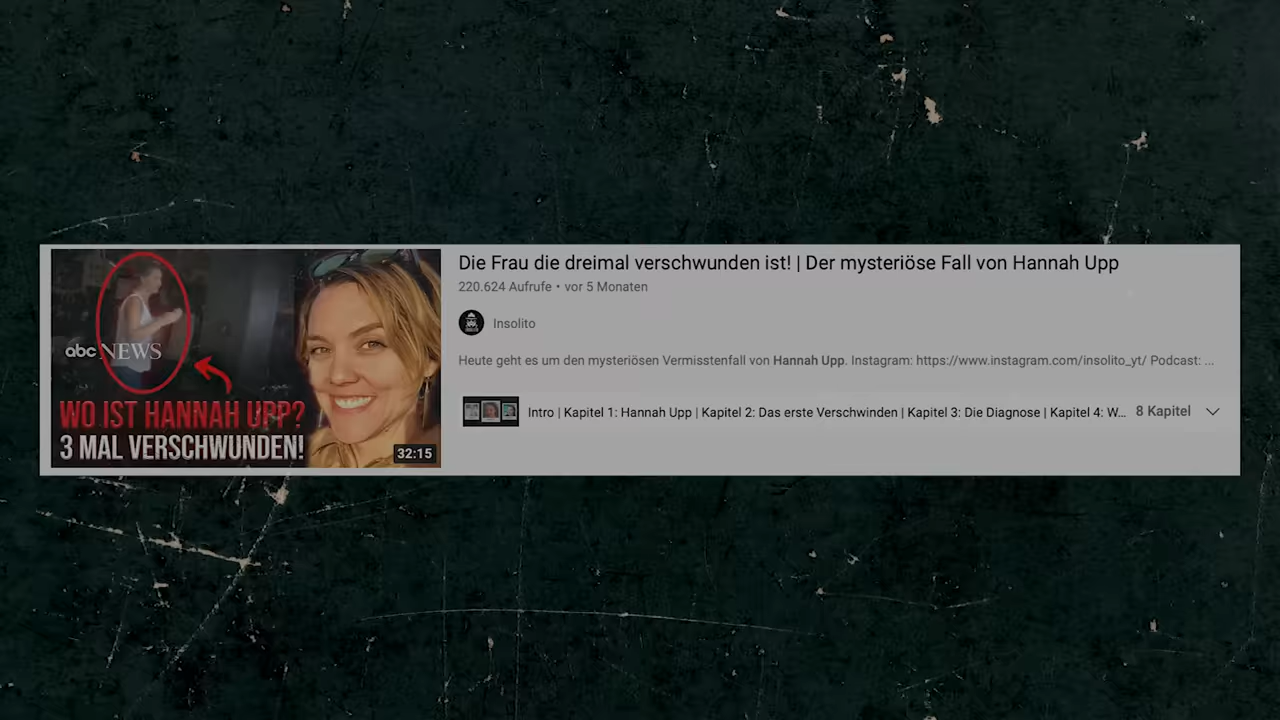 abc NEWS
WO IST HANNAH UPP?
3 MAL VERSCHWUNDEN!
32:15
Die Frau die dreimal verschwunden ist! | Der mysteriöse Fall von Hannah Upp
220.624 Aufrufe • vor 5 Monaten
Insolito
Heute geht es um den mysteriösen Vermisstenfall von Hannah Upp. Instagram: https://www.instagram.com/insolito_yt/ Podcast: ...
Intro | Kapitel 1: Hannah Upp | Kapitel 2: Das erste Verschwinden | Kapitel 3: Die Diagnose | Kapitel 4: W... 8 Kapitel